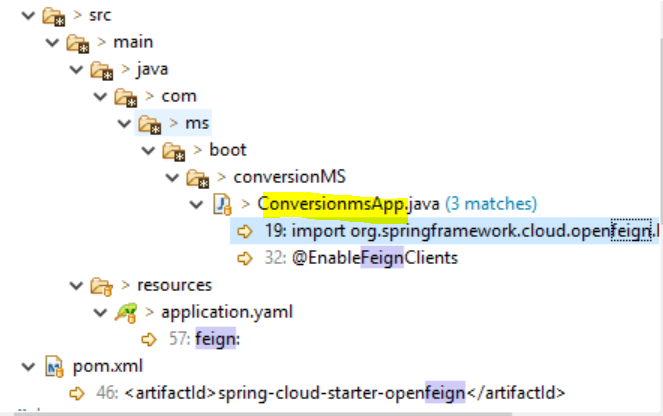 > src
> main
> java
> com
> ms
> boot
> conversionMS
> ConversionmsApp.java (3 matches)
19: import org.springframework.cloud.openfeign.
32: @EnableFeignClients
> resources
> application.yaml
57: feign:
pom.xml
46: <artifactId>spring-cloud-starter-openfeign</artifactId>